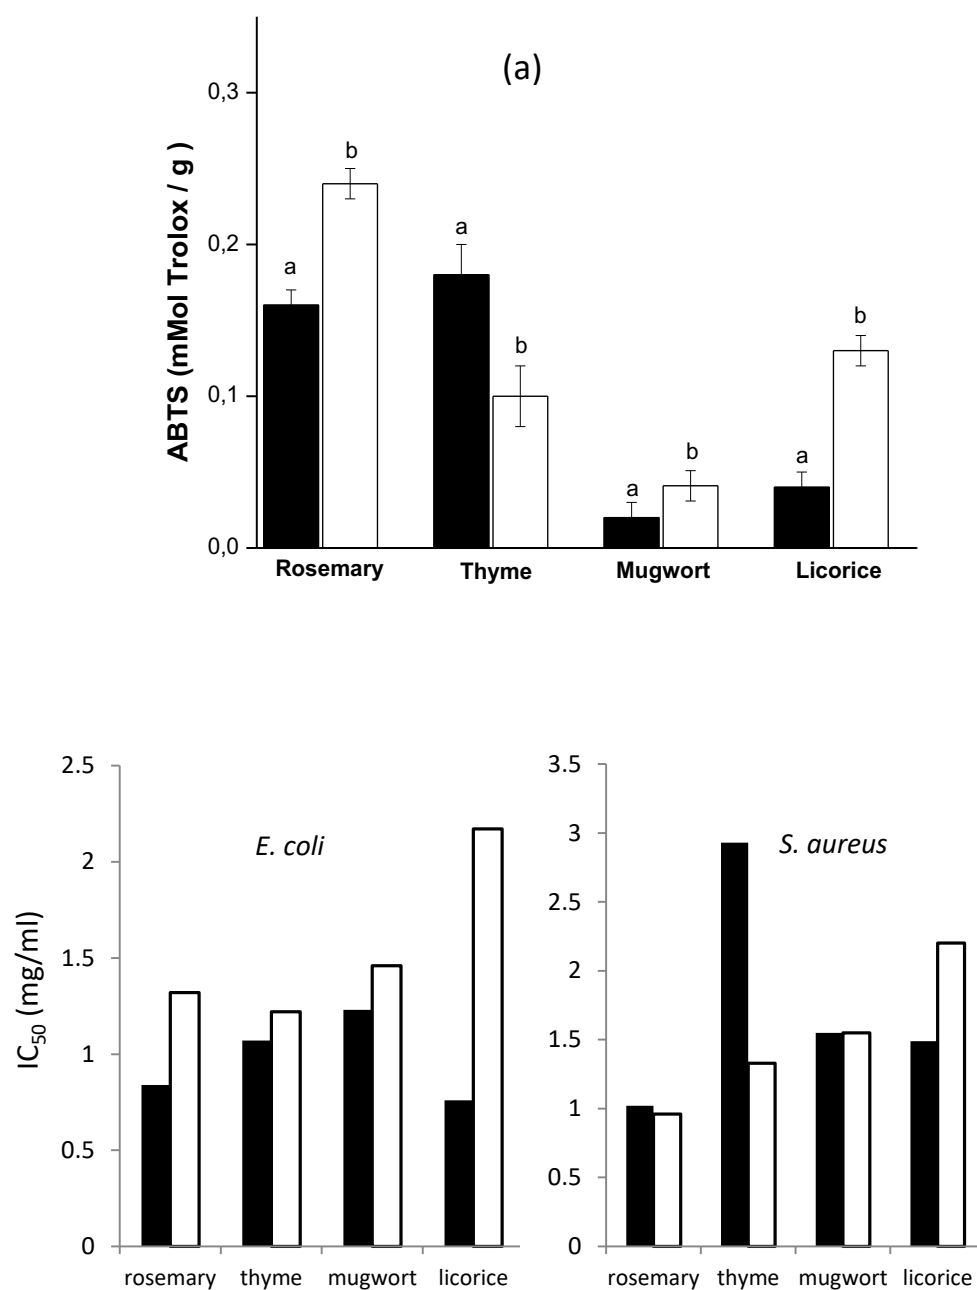 (a)
ABTS (mMol Trolox / g )
0,3
0,2
0,1
0,0
a
b
a
b
a
b
a
b
Rosemary Thyme Mugwort Licorice
IC50 (mg/ml)
2.5
2
1.5
1
0.5
0
E. coli
rosemary thyme mugwort licorice
3.5
3
2.5
2
1.5
1
0.5
0
S. aureus
rosemary thyme mugwort licorice